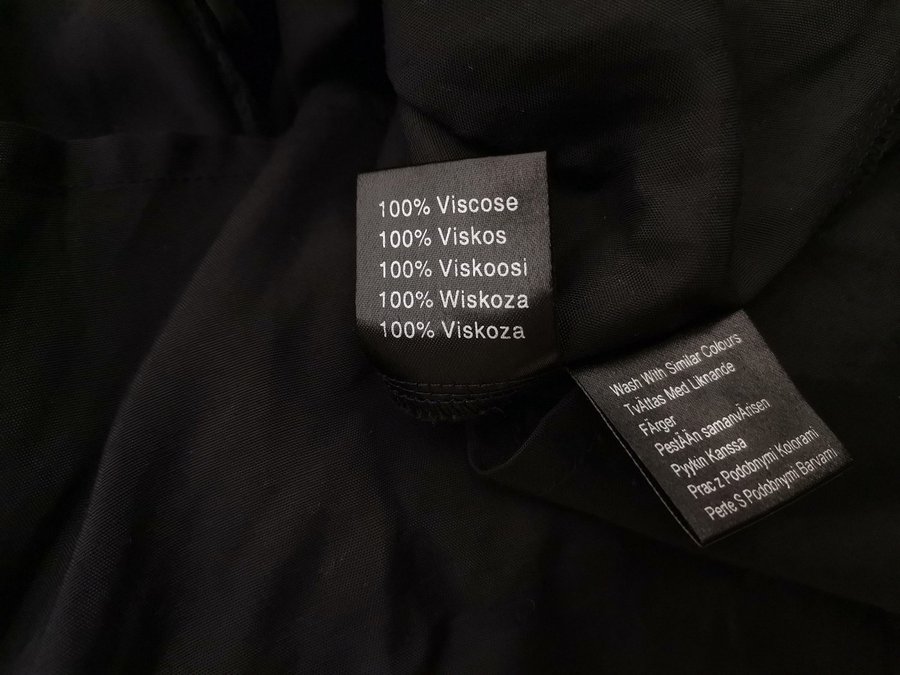 100% Viscose
100% Viskos
100% Viskoosi
100% Wiskoza
100% Viskoza
Wash With Similar Colours
TvÄttas Med Liknande
FÄrger
PestÄÄn samanvÄrisen
Pyykin Kanssa
Prac z Podobnymi Kolorami
Perte S Podobnymi Barvami